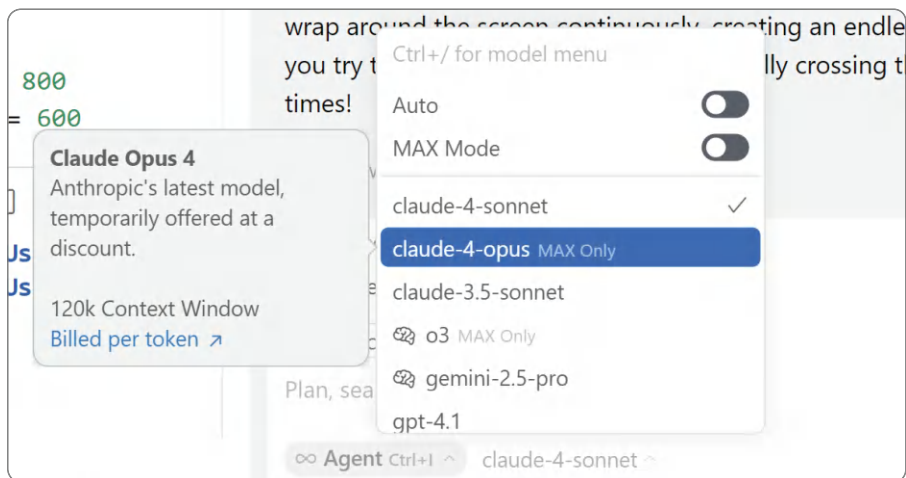 wrap around the screen continuously, creating an endle
you try t
lly crossing t
times!
800
= 600
Ctrl+/ for model menu
Auto
MAX Mode
claude-4-sonnet
claude-4-opus MAX Only
claude-3.5-sonnet
o3 MAX Only
gemini-2.5-pro
gpt-4.1
Claude Opus 4
Anthropic's latest model,
temporarily offered at a
discount.
120k Context Window
Billed per token ↗
Us
Us
Plan, sea
∞ Agent Ctrl+I ^ claude-4-sonnet ^